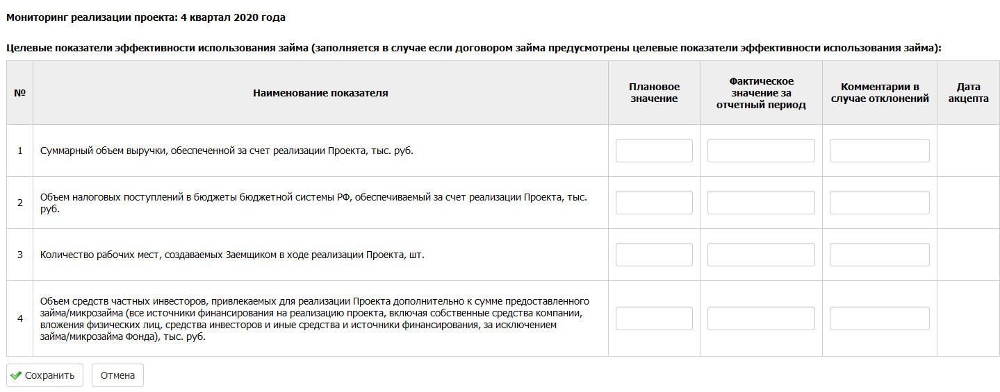 Мониторинг реализации проекта: 4 квартал 2020 года
Целевые показатели эффективности использования займа (заполняется в случае если договором займа предусмотрены целевые показатели эффективности использования займа):
№
Наименование показателя
Плановое
значение
Фактическое
значение за
отчетный период
Комментарии в
случае отклонений
Дата
акцепта
1
Суммарный объем выручки, обеспеченной за счет реализации Проекта, тыс. руб.
2
Объем налоговых поступлений в бюджеты бюджетной системы РФ, обеспечиваемый за счет реализации Проекта, тыс.
руб.
3
Количество рабочих мест, создаваемых Заемщиком в ходе реализации Проекта, шт.
4
Объем средств частных инвесторов, привлекаемых для реализации Проекта дополнительно к сумме предоставленного
займа/микрозайма (все источники финансирования на реализацию проекта, включая собственные средства компании,
вложения физических лиц, средства инвесторов и иные средства и источники финансирования, за исключением
займа/микрозайма Фонда), тыс. руб.
Сохранить
Отмена